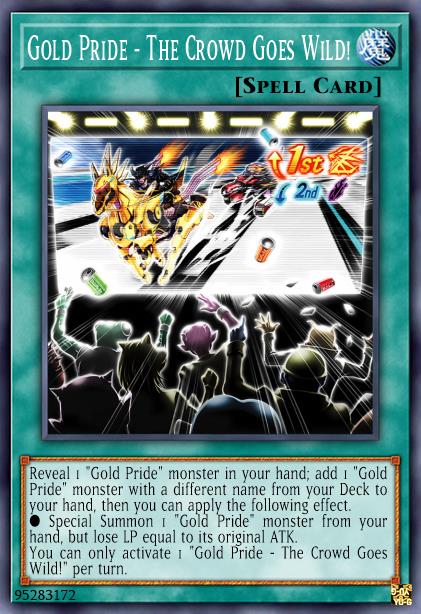 GOLD PRIDE - THE CROWD GOES WILD!
魔
[SPELL CARD]
1st
2nd
Reveal 1 "Gold Pride" monster in your hand; add 1 "Gold
Pride" monster with a different name from your Deck to
your hand, then you can apply the following effect.
● Special Summon 1 "Gold Pride" monster from your
hand, but lose LP equal to its original ATK.
You can only activate 1 "Gold Pride - The Crowd Goes
Wild!" per turn.
95283172